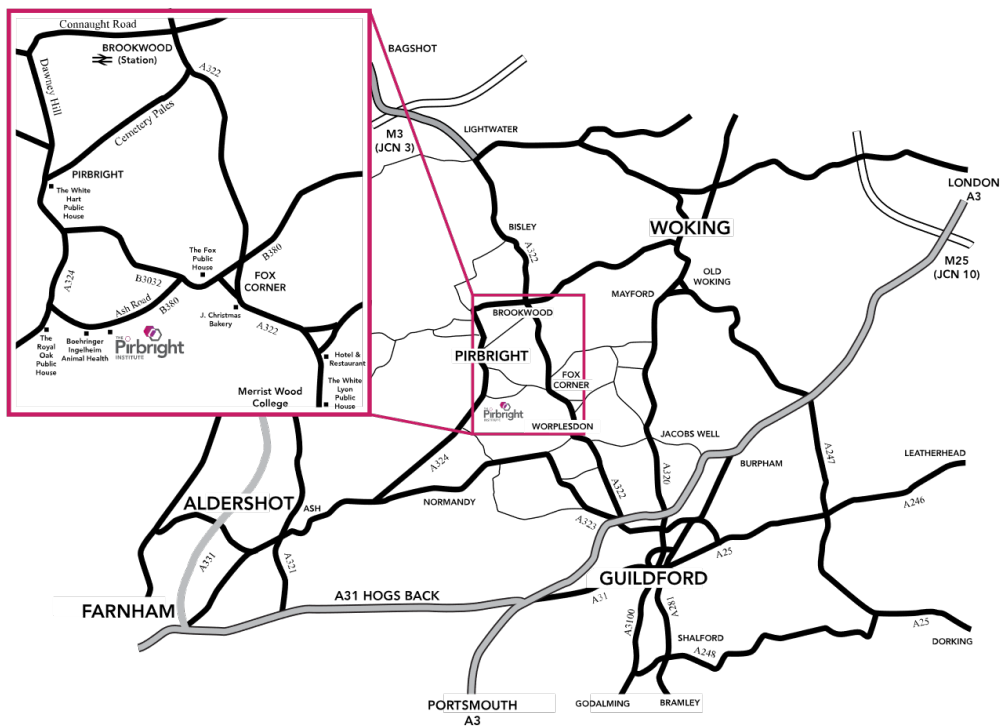 Connaught Road
BROOKWOOD
(Station)
Dawney Hill
A322
Cemetery Pales
PIRBRIGHT
The White
Hart
Public
House
The Fox
Public
House
B380
A324
B3032
FOX
CORNER
Ash Road
B380
J. Christmas
Bakery
A322
The
Royal
Oak
Public
House
Boehringer
Ingelheim
Animal Health
THE
Pirbright
INSTITUTE
Hotel &
Restaurant
The White
Lyon
Public
House
Merrist Wood
College
BAGSHOT
M3
(JCN 3)
LIGHTWATER
LONDON
A3
BISLEY
WOKING
A322
M25
(JCN 10)
OLD
WOKING
MAYFORD
BROOKWOOD
PIRBRIGHT
FOX
CORNER
THE
Pirbright
INSTITUTE
WORPLESDON
JACOBS WELL
A247
LEATHERHEAD
A324
BURPHAM
A320
A322
ALDERSHOT
ASH
NORMANDY
A246
A323
A331
A321
A25
GUILDFORD
A31 HOGS BACK
A31
FARNHAM
A3100
A281
A25
SHALFORD
A248
DORKING
PORTSMOUTH
A3
GODALMING
BRAMLEY